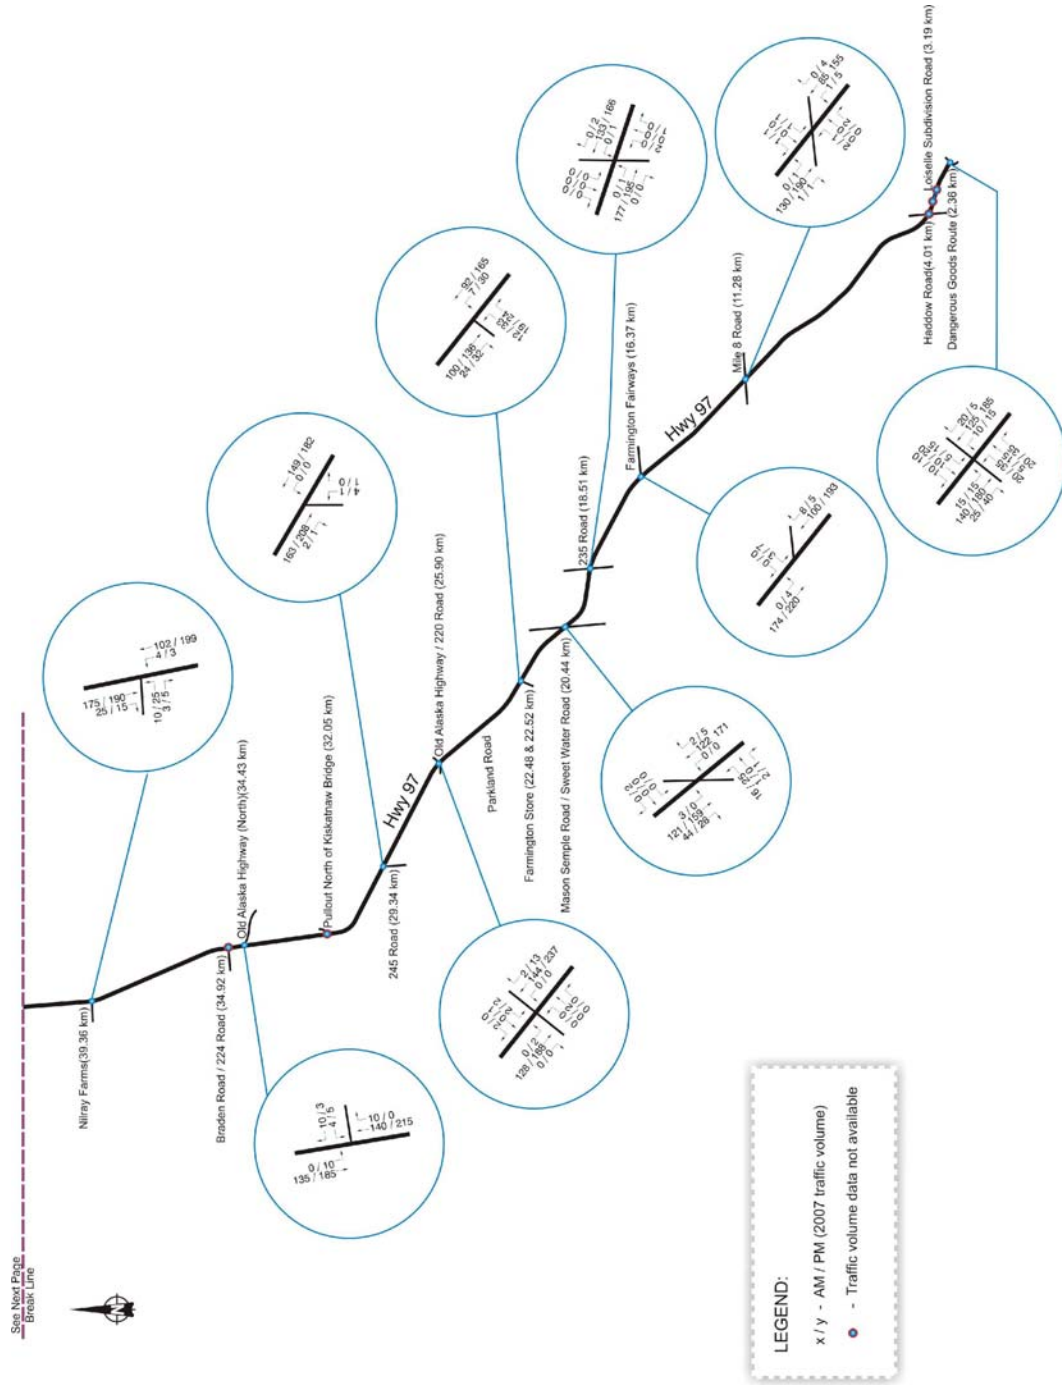 See Next Page
Break Line
N
Nilray Farms(39.36 km)
175 / 190
25 / 15
102 / 199
4 / 3
10 / 25
3 / 5
Braden Road / 224 Road (34.92 km)
Old Alaska Highway (North)(34.43 km)
10 / 3
4 / 5
0 / 10
135 / 185
10 / 0
140 / 215
Pullout North of Kiskatnaw Bridge (32.05 km)
245 Road (29.34 km)
149 / 182
0 / 0
163 / 208
2 / 1
4 / 1
1 / 0
Hwy 97
Old Alaska Highway / 220 Road (25.90 km)
2 / 13
144 / 237
0 / 0
0 / 2
128 / 188
0 / 0
Parkland Road
Farmington Store (22.48 & 22.52 km)
92 / 165
7 / 30
100 / 136
24 / 32
Mason Semple Road / Sweet Water Road (20.44 km)
2 / 5
122 171
0 / 0
3 / 0
121 / 159
44 / 28
235 Road (18.51 km)
0 / 2
133 / 166
0 / 1
0 / 1
177 / 195
0 / 0
Farmington Fairways (16.37 km)
0 / 0
3 / 7
8 / 5
100 / 193
0 / 4
174 / 220
Hwy 97
Mile 8 Road (11.28 km)
0 / 4
85 155
1 / 5
0 / 1
130 / 190
1 / 1
Haddow Road(4.01 km)
Loiselle Subdivision Road (3.19 km)
Dangerous Goods Route (2.36 km)
20 / 5
125 185
10 / 15
15 / 15
140 / 180
25 / 40
LEGEND:
x / y - AM / PM (2007 traffic volume)
- Traffic volume data not available